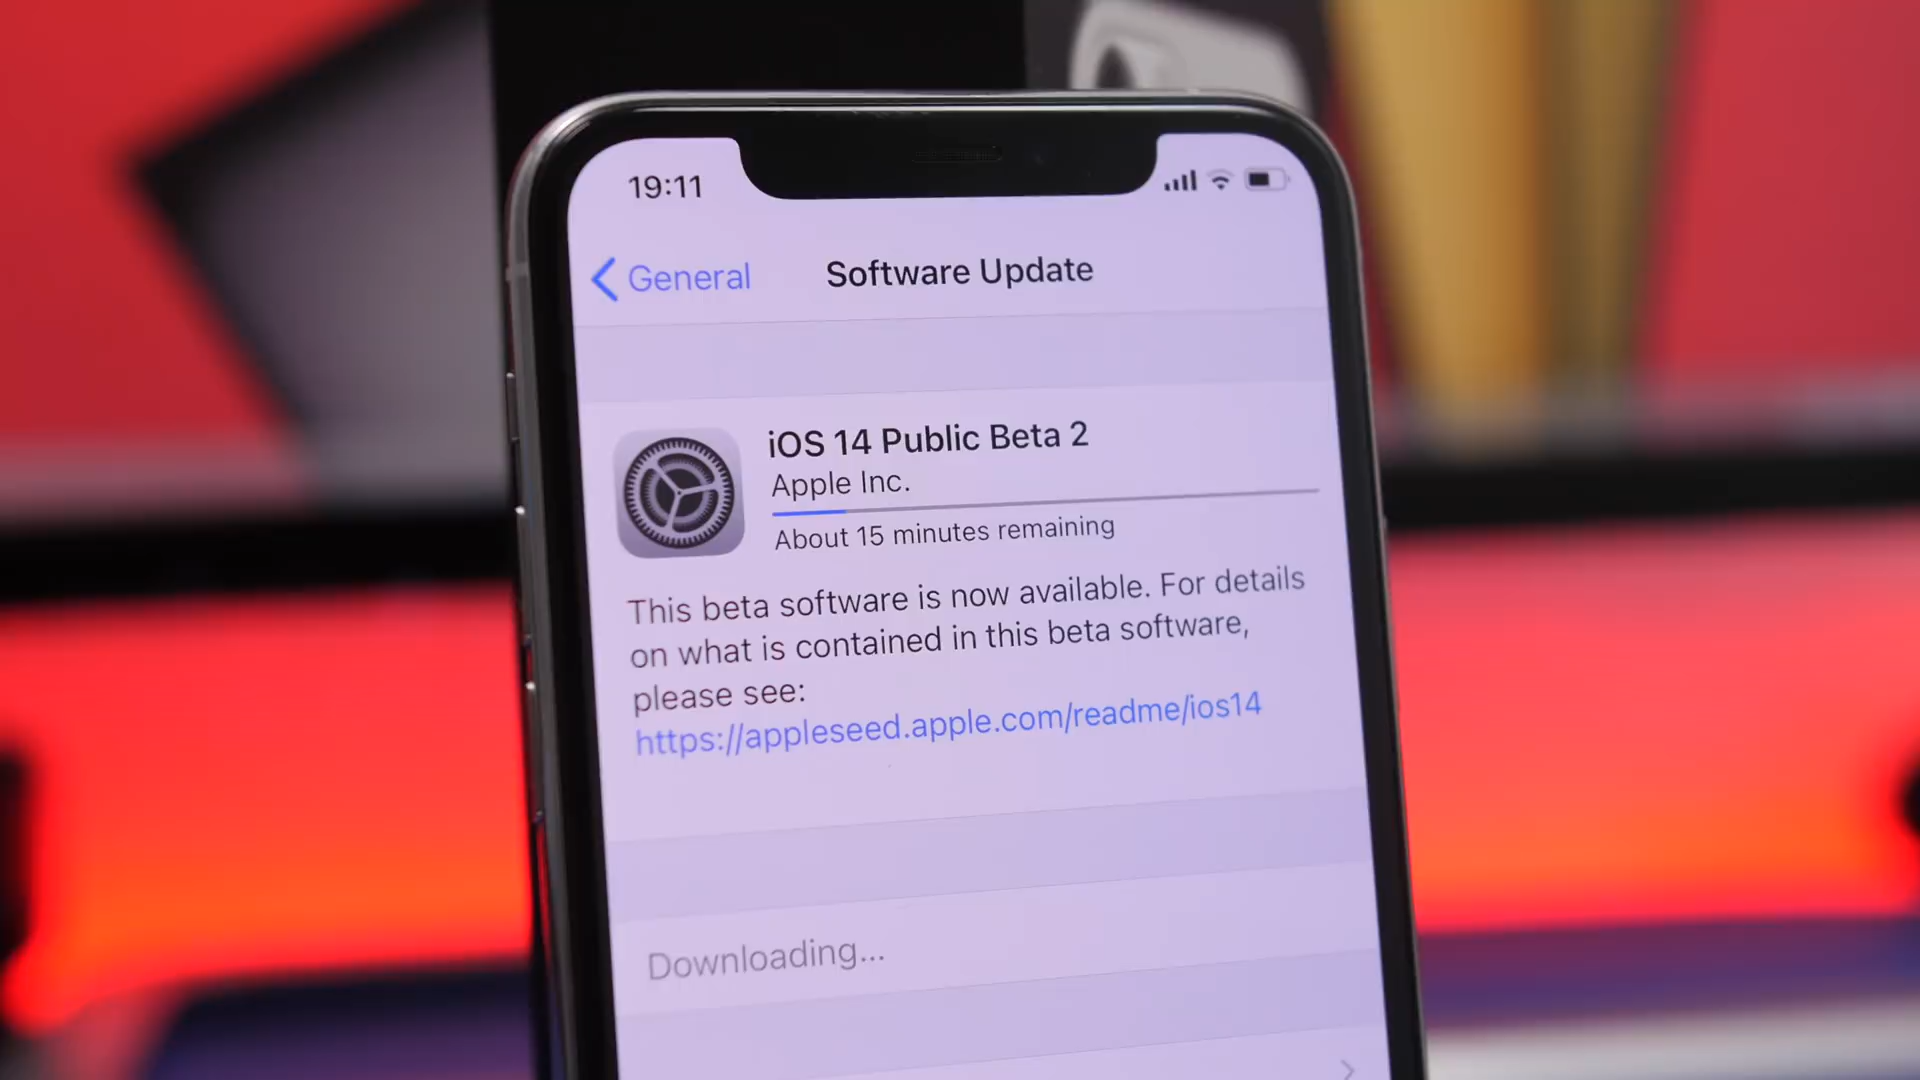 19:11
General
Software Update
iOS 14 Public Beta 2
Apple Inc.
About 15 minutes remaining
This beta software is now available. For details
on what is contained in this beta software,
please see:
https://appleseed.apple.com/readme/ios14
Downloading...